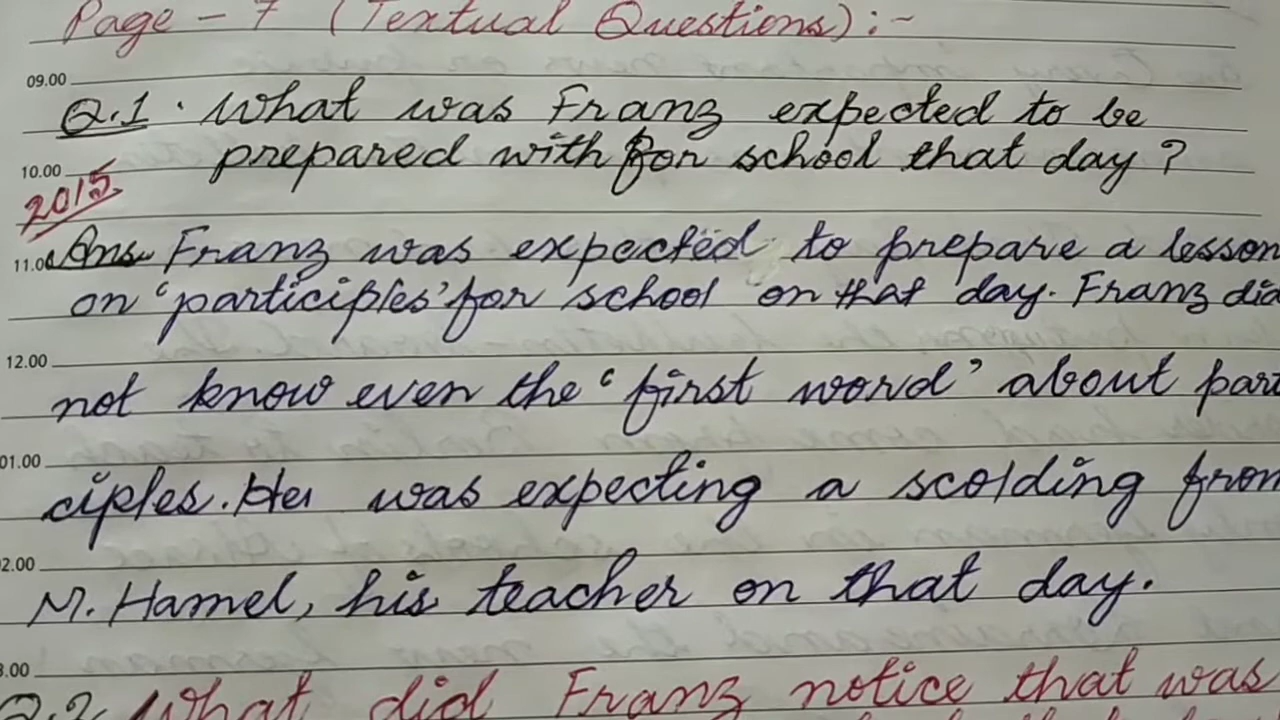 Page - 7 (Textual Questions) :-
09.00
Q.1. What was Franz expected to be
prepared with for school that day ?
10.00
2015
Ans. Franz was expected to prepare a lesson
11.00
on 'participles' for school on that day. Franz did
12.00
not know even the 'first word' about part
01.00
ciples. He was expecting a scolding from
02.00
M. Hamel, his teacher on that day.
3.00
Q.2 What did Franz notice that was